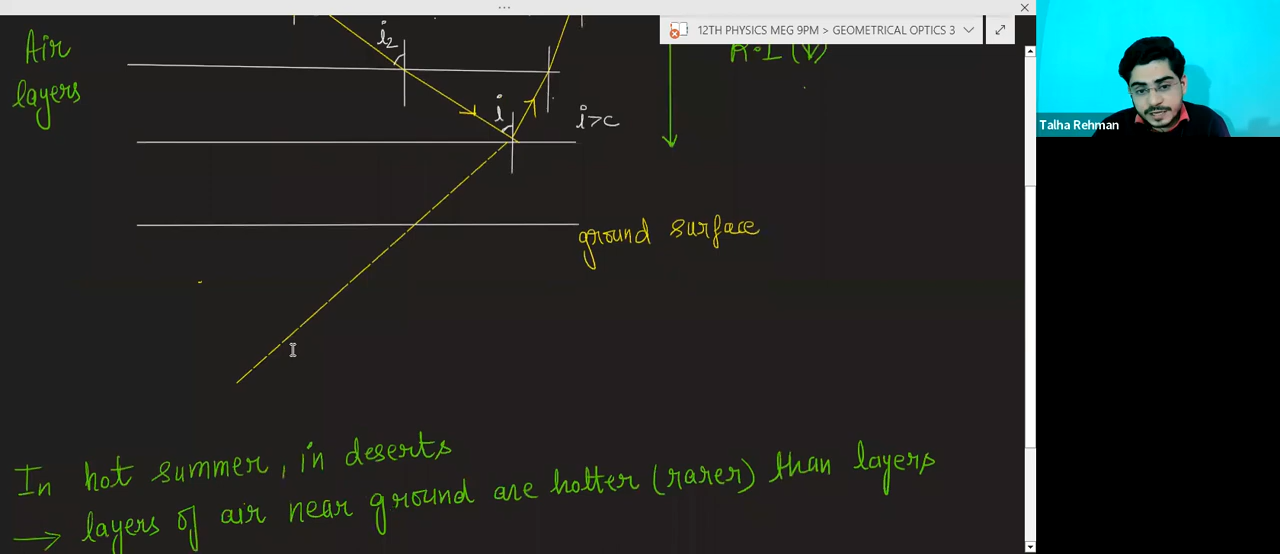 12TH PHYSICS MEG 9PM > GEOMETRICAL OPTICS 3
Air
layers
i₂
R.I (↓)
i
i>c
Talha Rehman
ground surface
In hot summer, in deserts
→ layers of air near ground are hotter (rarer) than layers